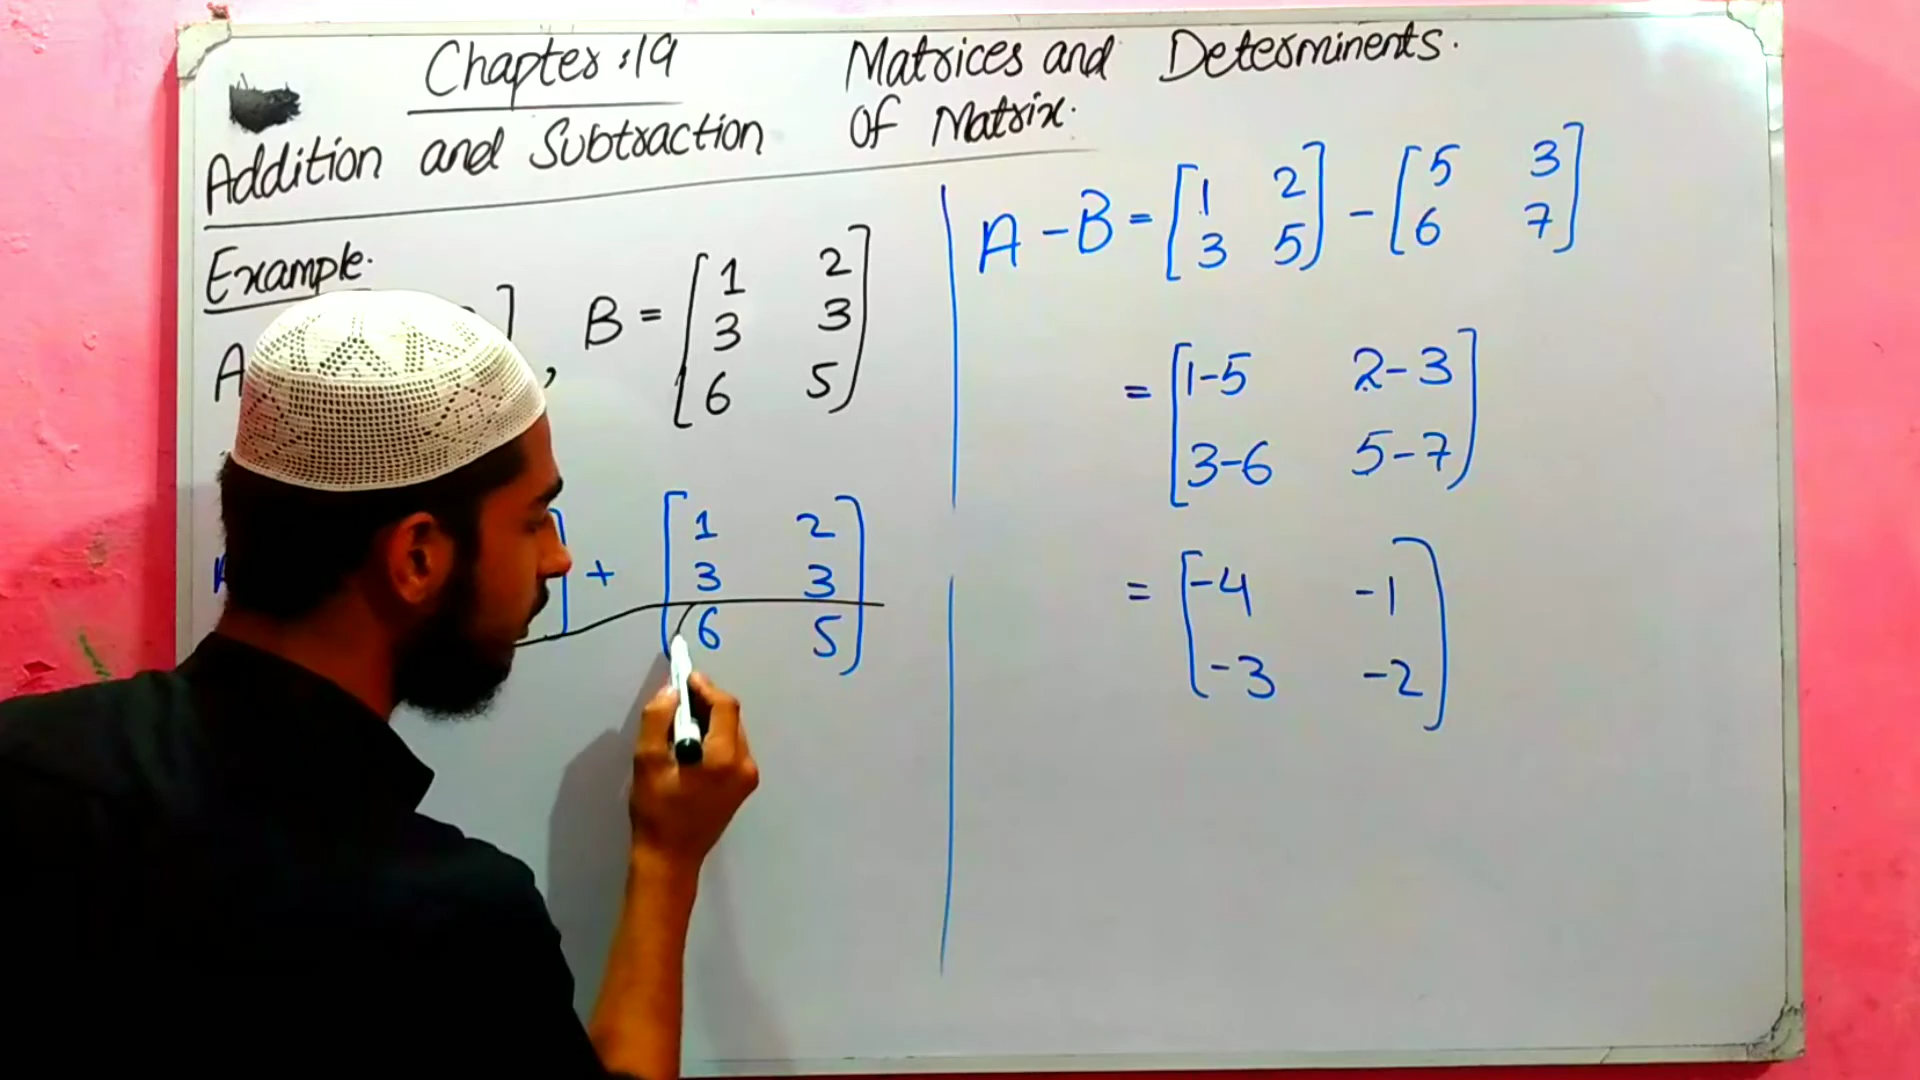 Chapter :19 Matrices and Determinents.
Addition and Subtraction Of Matrix.
Example.
A , B = [1 2
3 3
6 5]
+ [1 2
3 3
6 5]
A - B = [1 2
3 5] - [5 3
6 7]
= [1-5 2-3
3-6 5-7]
= [-4 -1
-3 -2]